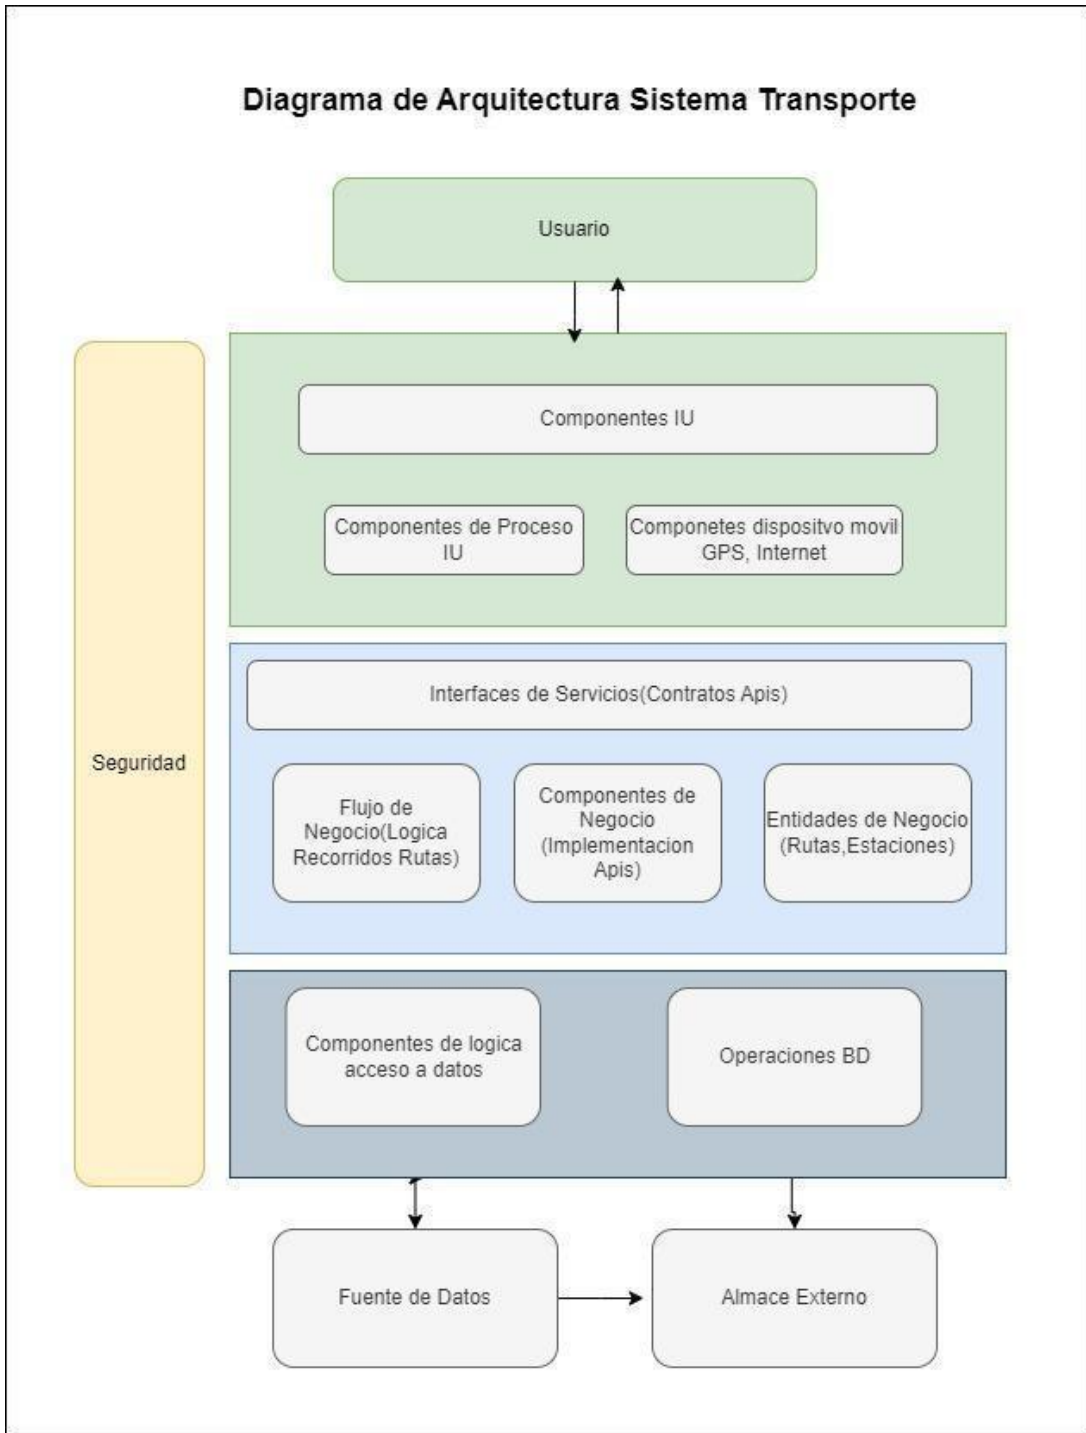 Diagrama de Arquitectura Sistema Transporte
Usuario
Componentes IU
Componentes de Proceso
IU
Componetes dispositvo movil
GPS, Internet
Seguridad
Interfaces de Servicios(Contratos Apis)
Flujo de
Negocio(Logica
Recorridos Rutas)
Componentes de
Negocio
(Implementacion
Apis)
Entidades de Negocio
(Rutas,Estaciones)
Componentes de logica
acceso a datos
Operaciones BD
Fuente de Datos
Almace Externo